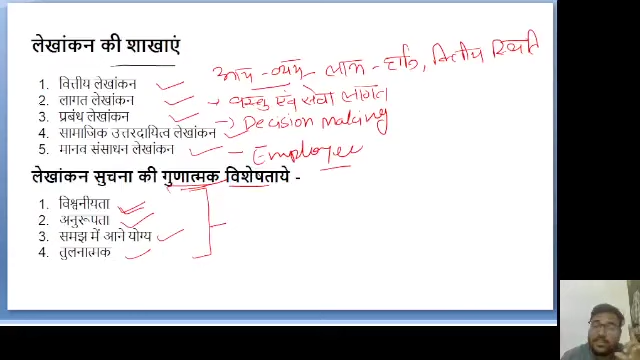 लेखांकन की शाखाएं
आय - व्यय - लाभ - हानि, वित्तीय स्थिति
1. वित्तीय लेखांकन
2. लागत लेखांकन
वस्तु एवं सेवा लागत
3. प्रबंध लेखांकन
Decision making
4. सामाजिक उत्तरदायित्व लेखांकन
5. मानव संसाधन लेखांकन
Employee
लेखांकन सुचना की गुणात्मक विशेषताये -
1. विश्वनीयता
2. अनुरूपता
3. समझ में आने योग्य
4. तुलनात्मक